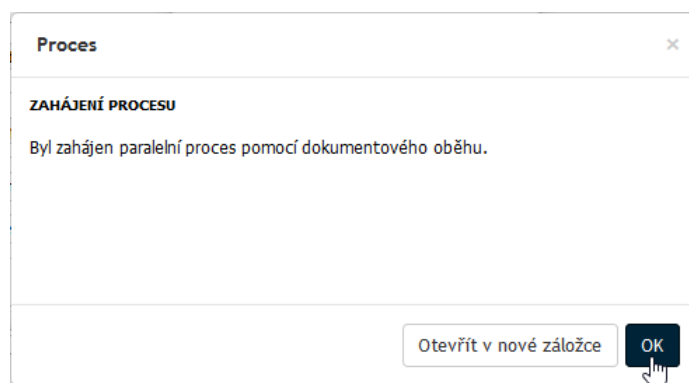 Proces
ZAHÁJENÍ PROCESU
Byl zahájen paralelní proces pomocí dokumentového oběhu.
Otevřít v nové záložce
OK